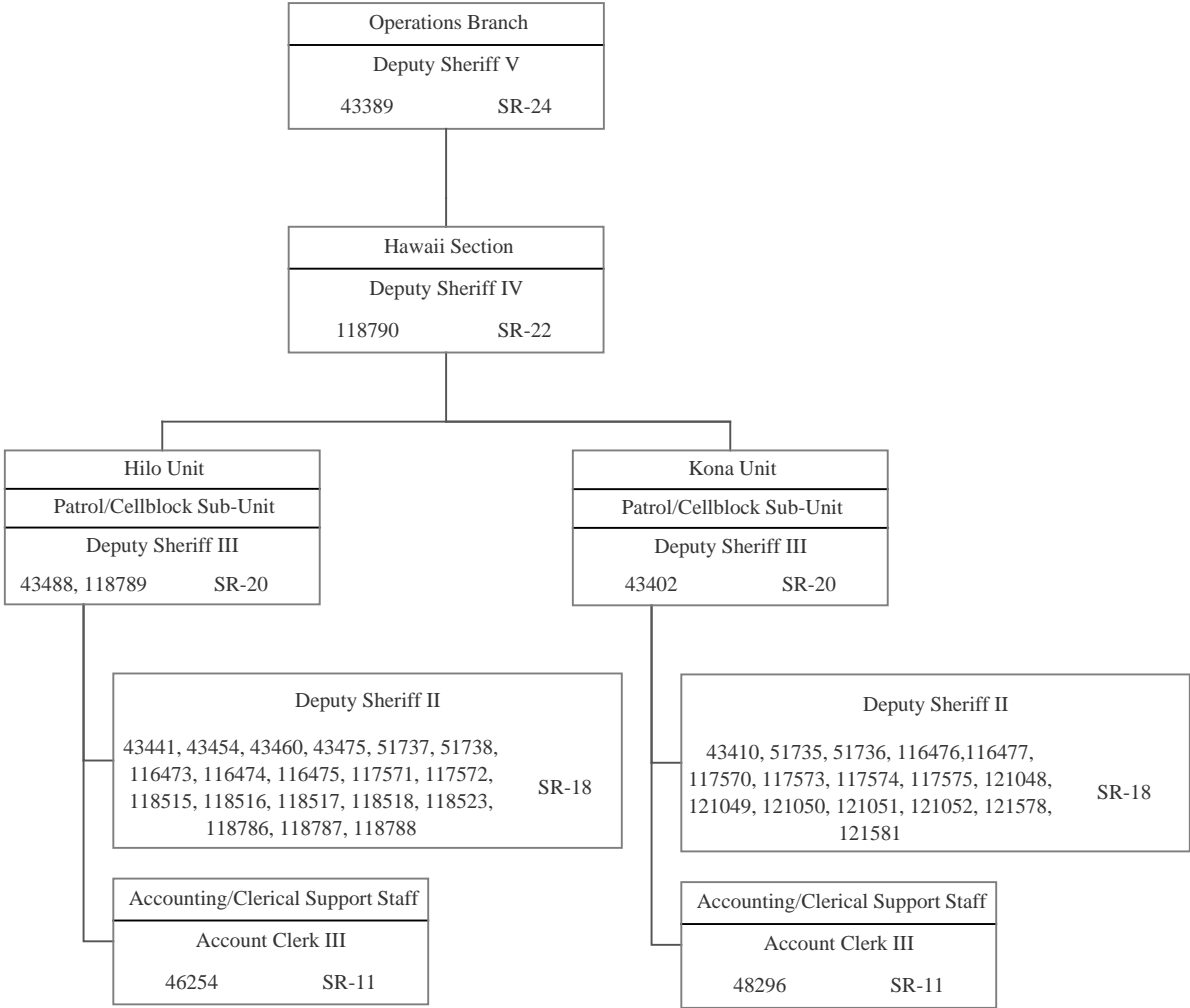 Operations Branch
Deputy Sheriff V
43389 SR-24
Hawaii Section
Deputy Sheriff IV
118790 SR-22
Hilo Unit
Patrol/Cellblock Sub-Unit
Deputy Sheriff III
43488, 118789 SR-20
Deputy Sheriff II
43441, 43454, 43460, 43475, 51737, 51738,
116473, 116474, 116475, 117571, 117572,
118515, 118516, 118517, 118518, 118523,
118786, 118787, 118788
SR-18
Accounting/Clerical Support Staff
Account Clerk III
46254 SR-11
Kona Unit
Patrol/Cellblock Sub-Unit
Deputy Sheriff III
43402 SR-20
Deputy Sheriff II
43410, 51735, 51736, 116476,116477,
117570, 117573, 117574, 117575, 121048,
121049, 121050, 121051, 121052, 121578,
121581
SR-18
Accounting/Clerical Support Staff
Account Clerk III
48296 SR-11